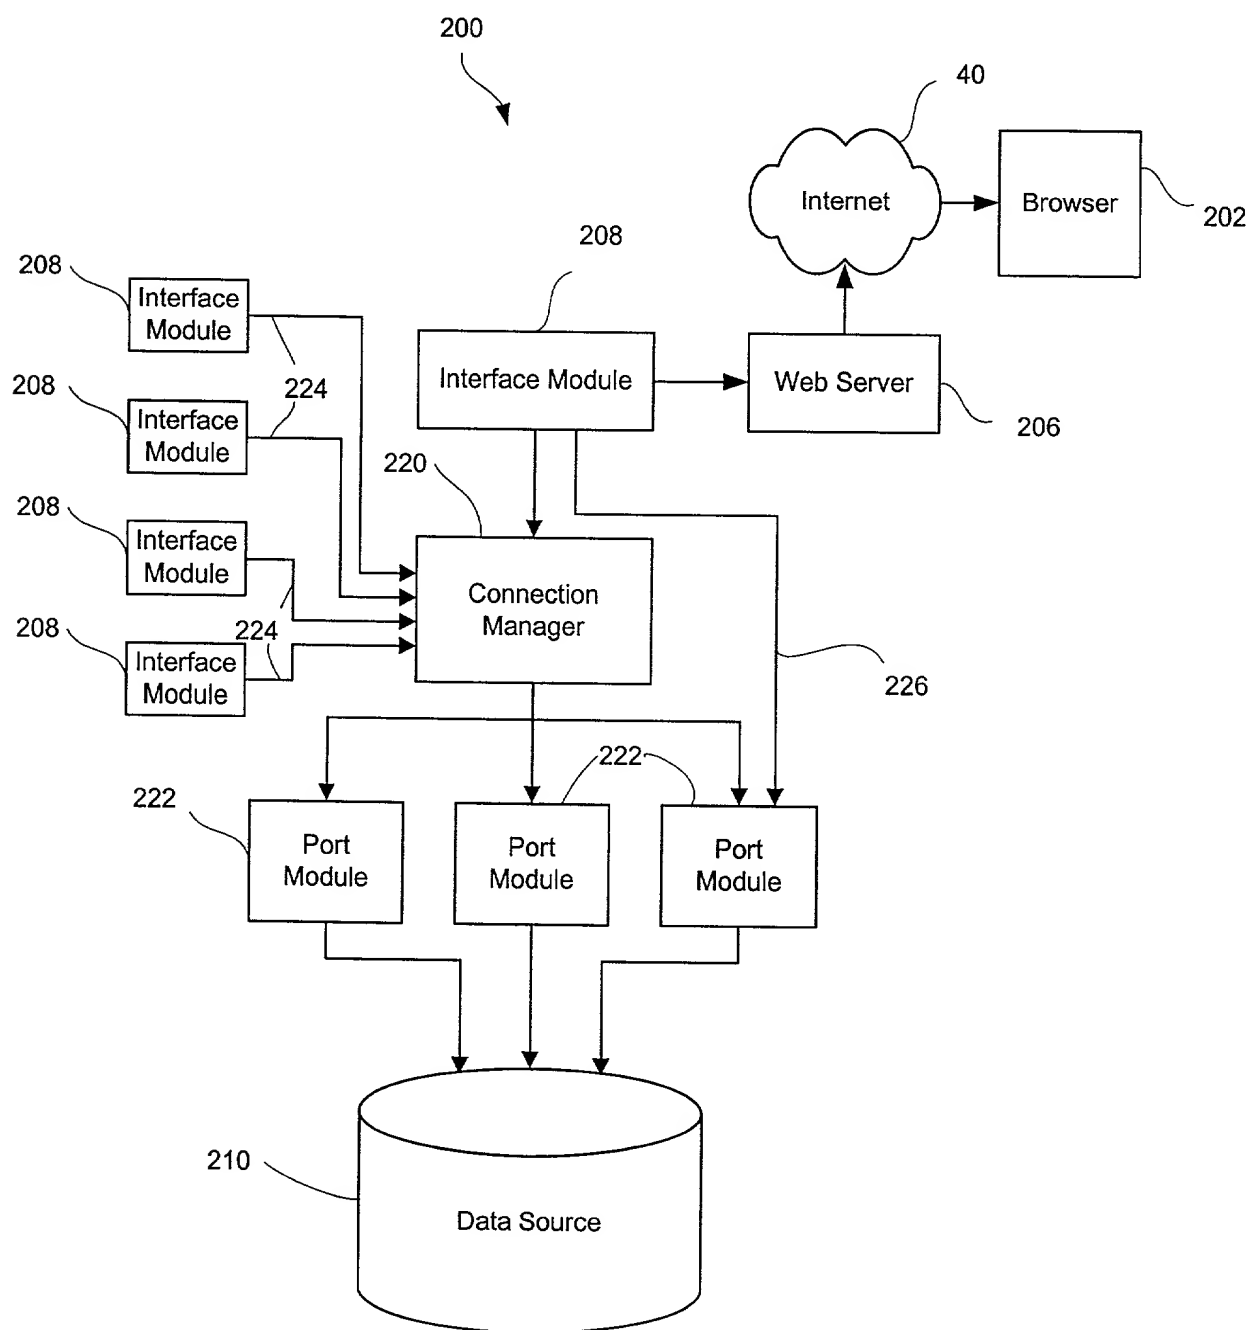 200
40
Internet
Browser
202
208
208
Interface
Module
Interface Module
Web Server
206
208
Interface
Module
224
220
208
Interface
Module
Connection
Manager
208
Interface
Module
224
226
222
222
Port
Module
Port
Module
Port
Module
210
Data Source